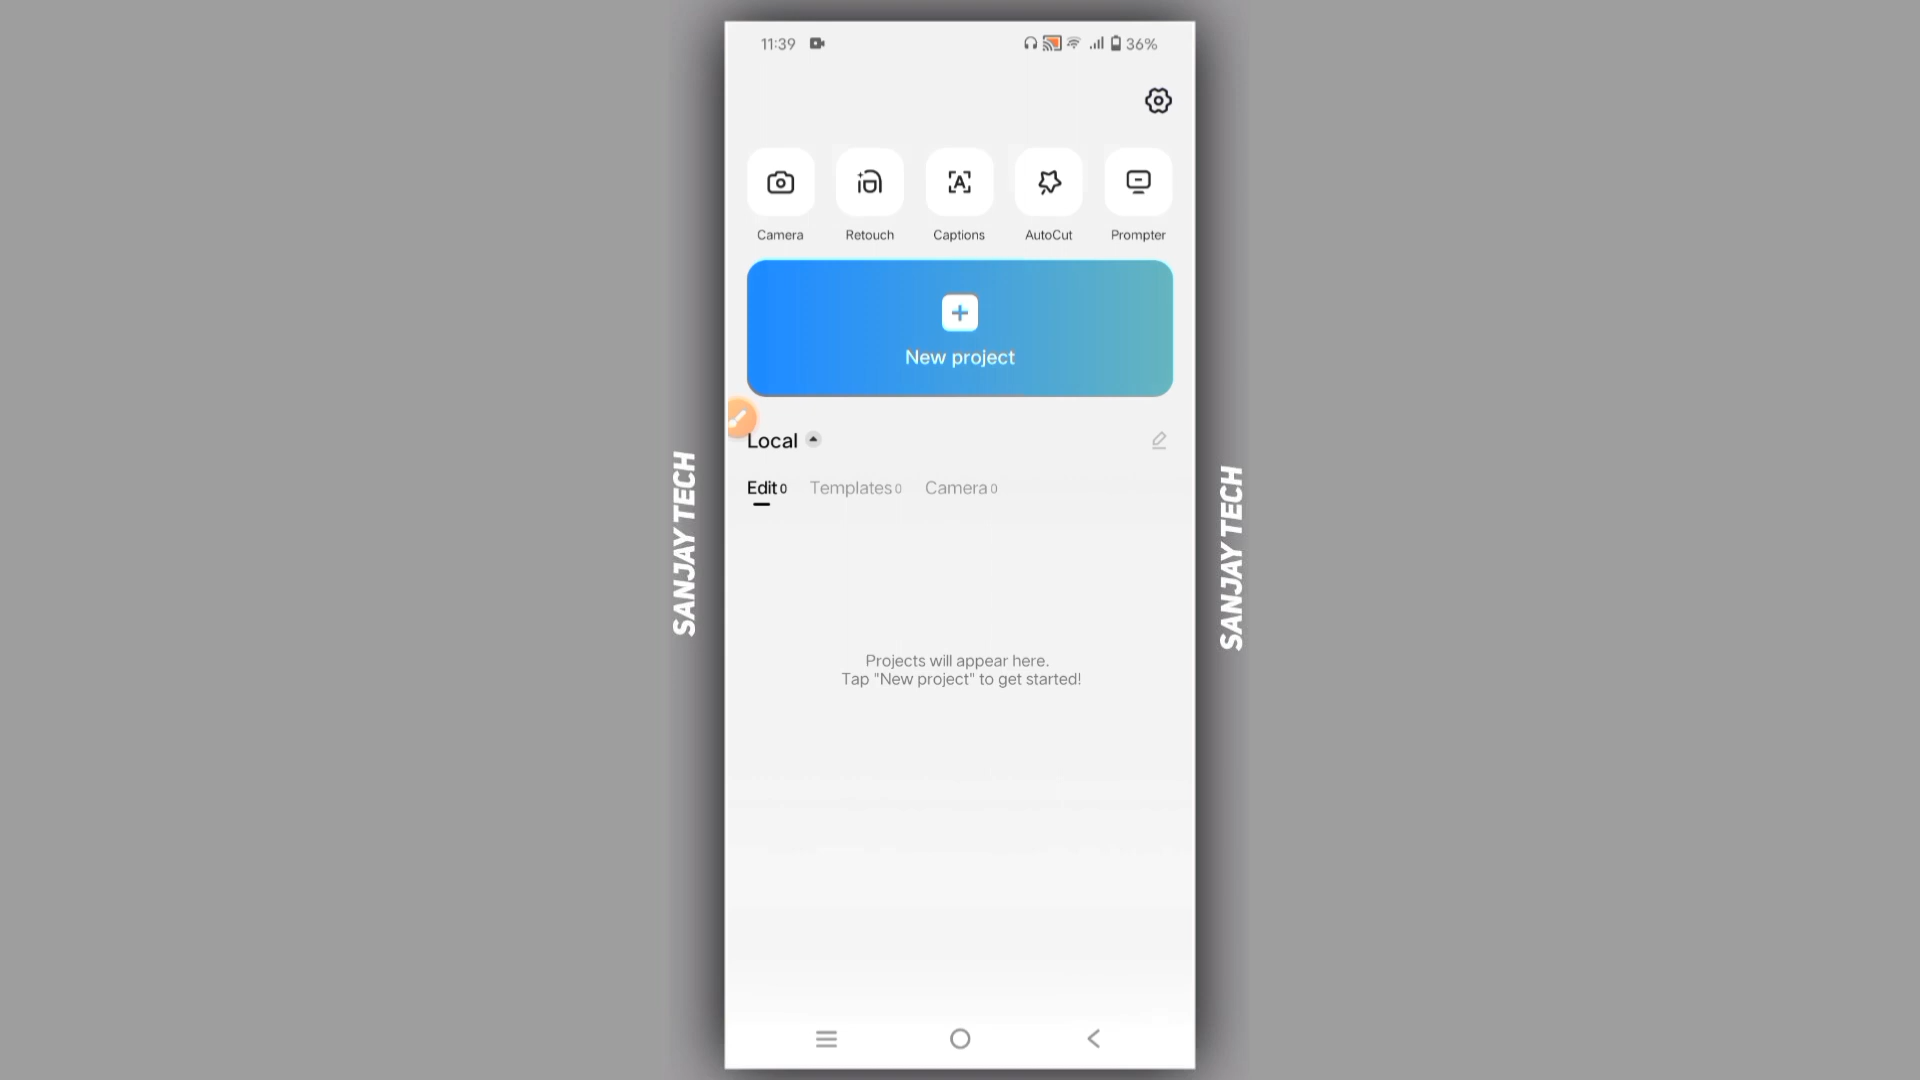 11:39
36%
Camera
Retouch
Captions
AutoCut
Prompter
New project
Local
Edit 0
Templates 0
Camera 0
Projects will appear here.
Tap "New project" to get started!
SANJAY TECH
SANJAY TECH